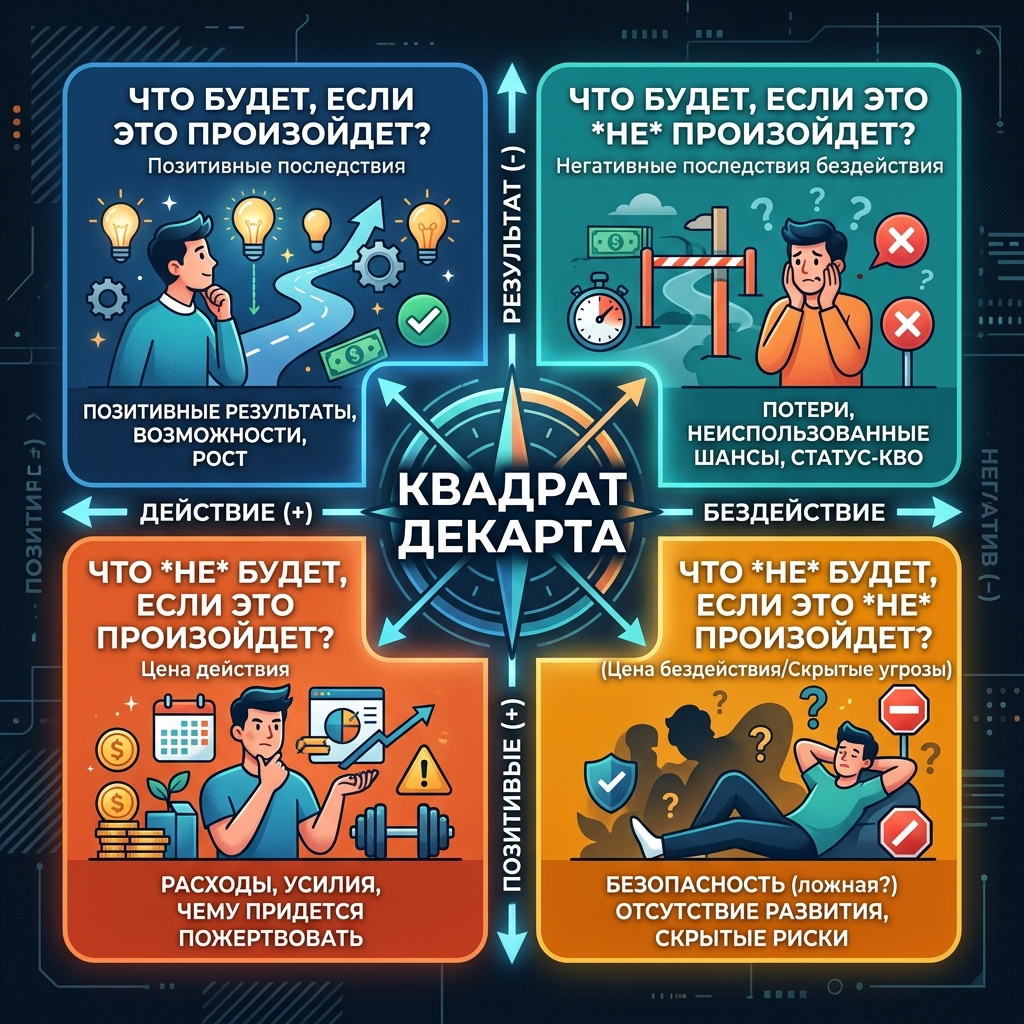 ЧТО БУДЕТ, ЕСЛИ
ЭТО ПРОИЗОЙДЕТ?
Позитивные последствия
ПОЗИТИВНЫЕ РЕЗУЛЬТАТЫ,
ВОЗМОЖНОСТИ,
РОСТ
РЕЗУЛЬТАТ (-)
ЧТО БУДЕТ, ЕСЛИ ЭТО
*НЕ* ПРОИЗОЙДЕТ?
Негативные последствия бездействия
ПОТЕРИ,
НЕИСПОЛЬЗОВАННЫЕ
ШАНСЫ, СТАТУС-КВО
КВАДРАТ
ДЕКАРТА
ДЕЙСТВИЕ (+)
БЕЗДЕЙСТВИЕ
ЧТО *НЕ* БУДЕТ,
ЕСЛИ ЭТО
ПРОИЗОЙДЕТ?
Цена действия
РАСХОДЫ, УСИЛИЯ,
ЧЕМУ ПРИДЕТСЯ
ПОЖЕРТВОВАТЬ
ПОЗИТИВЫЕ (+)
ЧТО *НЕ* БУДЕТ,
ЕСЛИ ЭТО *НЕ*
ПРОИЗОЙДЕТ?
(Цена бездействия/Скрытые угрозы)
БЕЗОПАСНОСТЬ (ложная?)
ОТСУТСТВИЕ РАЗВИТИЯ,
СКРЫТЫЕ РИСКИ